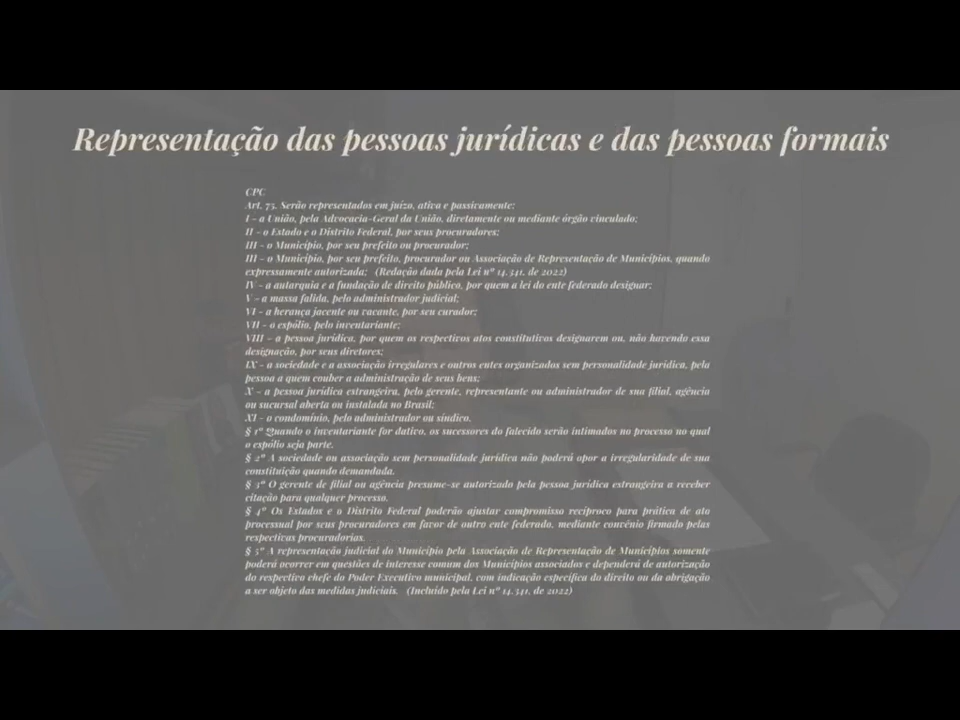 Representação das pessoas jurídicas e das pessoas formais
CPC
Art. 75. Serão representados em juízo, ativa e passivamente:
I - a União, pela Advocacia-Geral da União, diretamente ou mediante órgão vinculado;
II - o Estado e o Distrito Federal, por seus procuradores;
III - o Município, por seu prefeito ou procurador;
III - o Município, por seu prefeito, procurador ou Associação de Representação de Municípios, quando
expressamente autorizada; (Redação dada pela Lei nº 14.341, de 2022)
IV - a autarquia e a fundação de direito público, por quem a lei do ente federado designar;
V - a massa falida, pelo administrador judicial;
VI - a herança jacente ou vacante, por seu curador;
VII - o espólio, pelo inventariante;
VIII - a pessoa jurídica, por quem os respectivos atos constitutivos designarem ou, não havendo essa
designação, por seus diretores;
IX - a sociedade e a associação irregulares e outros entes organizados sem personalidade jurídica, pela
pessoa a quem couber a administração de seus bens;
X - a pessoa jurídica estrangeira, pelo gerente, representante ou administrador de sua filial, agência
ou sucursal aberta ou instalada no Brasil;
XI - o condomínio, pelo administrador ou síndico.
§ 1º Quando o inventariante for dativo, os sucessores do falecido serão intimados no processo no qual
o espólio seja parte.
§ 2º A sociedade ou associação sem personalidade jurídica não poderá opor a irregularidade de sua
constituição quando demandada.
§ 3º O gerente de filial ou agência presume-se autorizado pela pessoa jurídica estrangeira a receber
citação para qualquer processo.
§ 4º Os Estados e o Distrito Federal poderão ajustar compromisso recíproco para prática de ato
processual por seus procuradores em favor de outro ente federado, mediante convênio firmado pelas
respectivas procuradorias.
§ 5º A representação judicial do Município pela Associação de Representação de Municípios somente
poderá ocorrer em questões de interesse comum dos Municípios associados e dependerá de autorização
do respectivo chefe do Poder Executivo municipal, com indicação específica do direito ou da obrigação
a ser objeto das medidas judiciais. (Incluído pela Lei nº 14.341, de 2022)